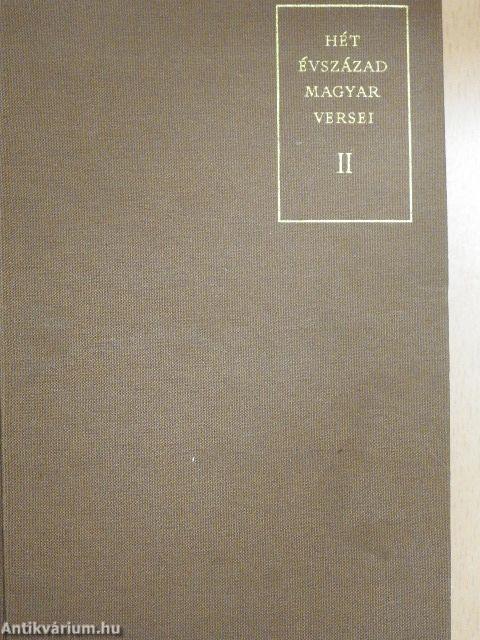 HÉT
ÉVSZÁZAD
MAGYAR
VERSEI
II
Antikvárium.hu